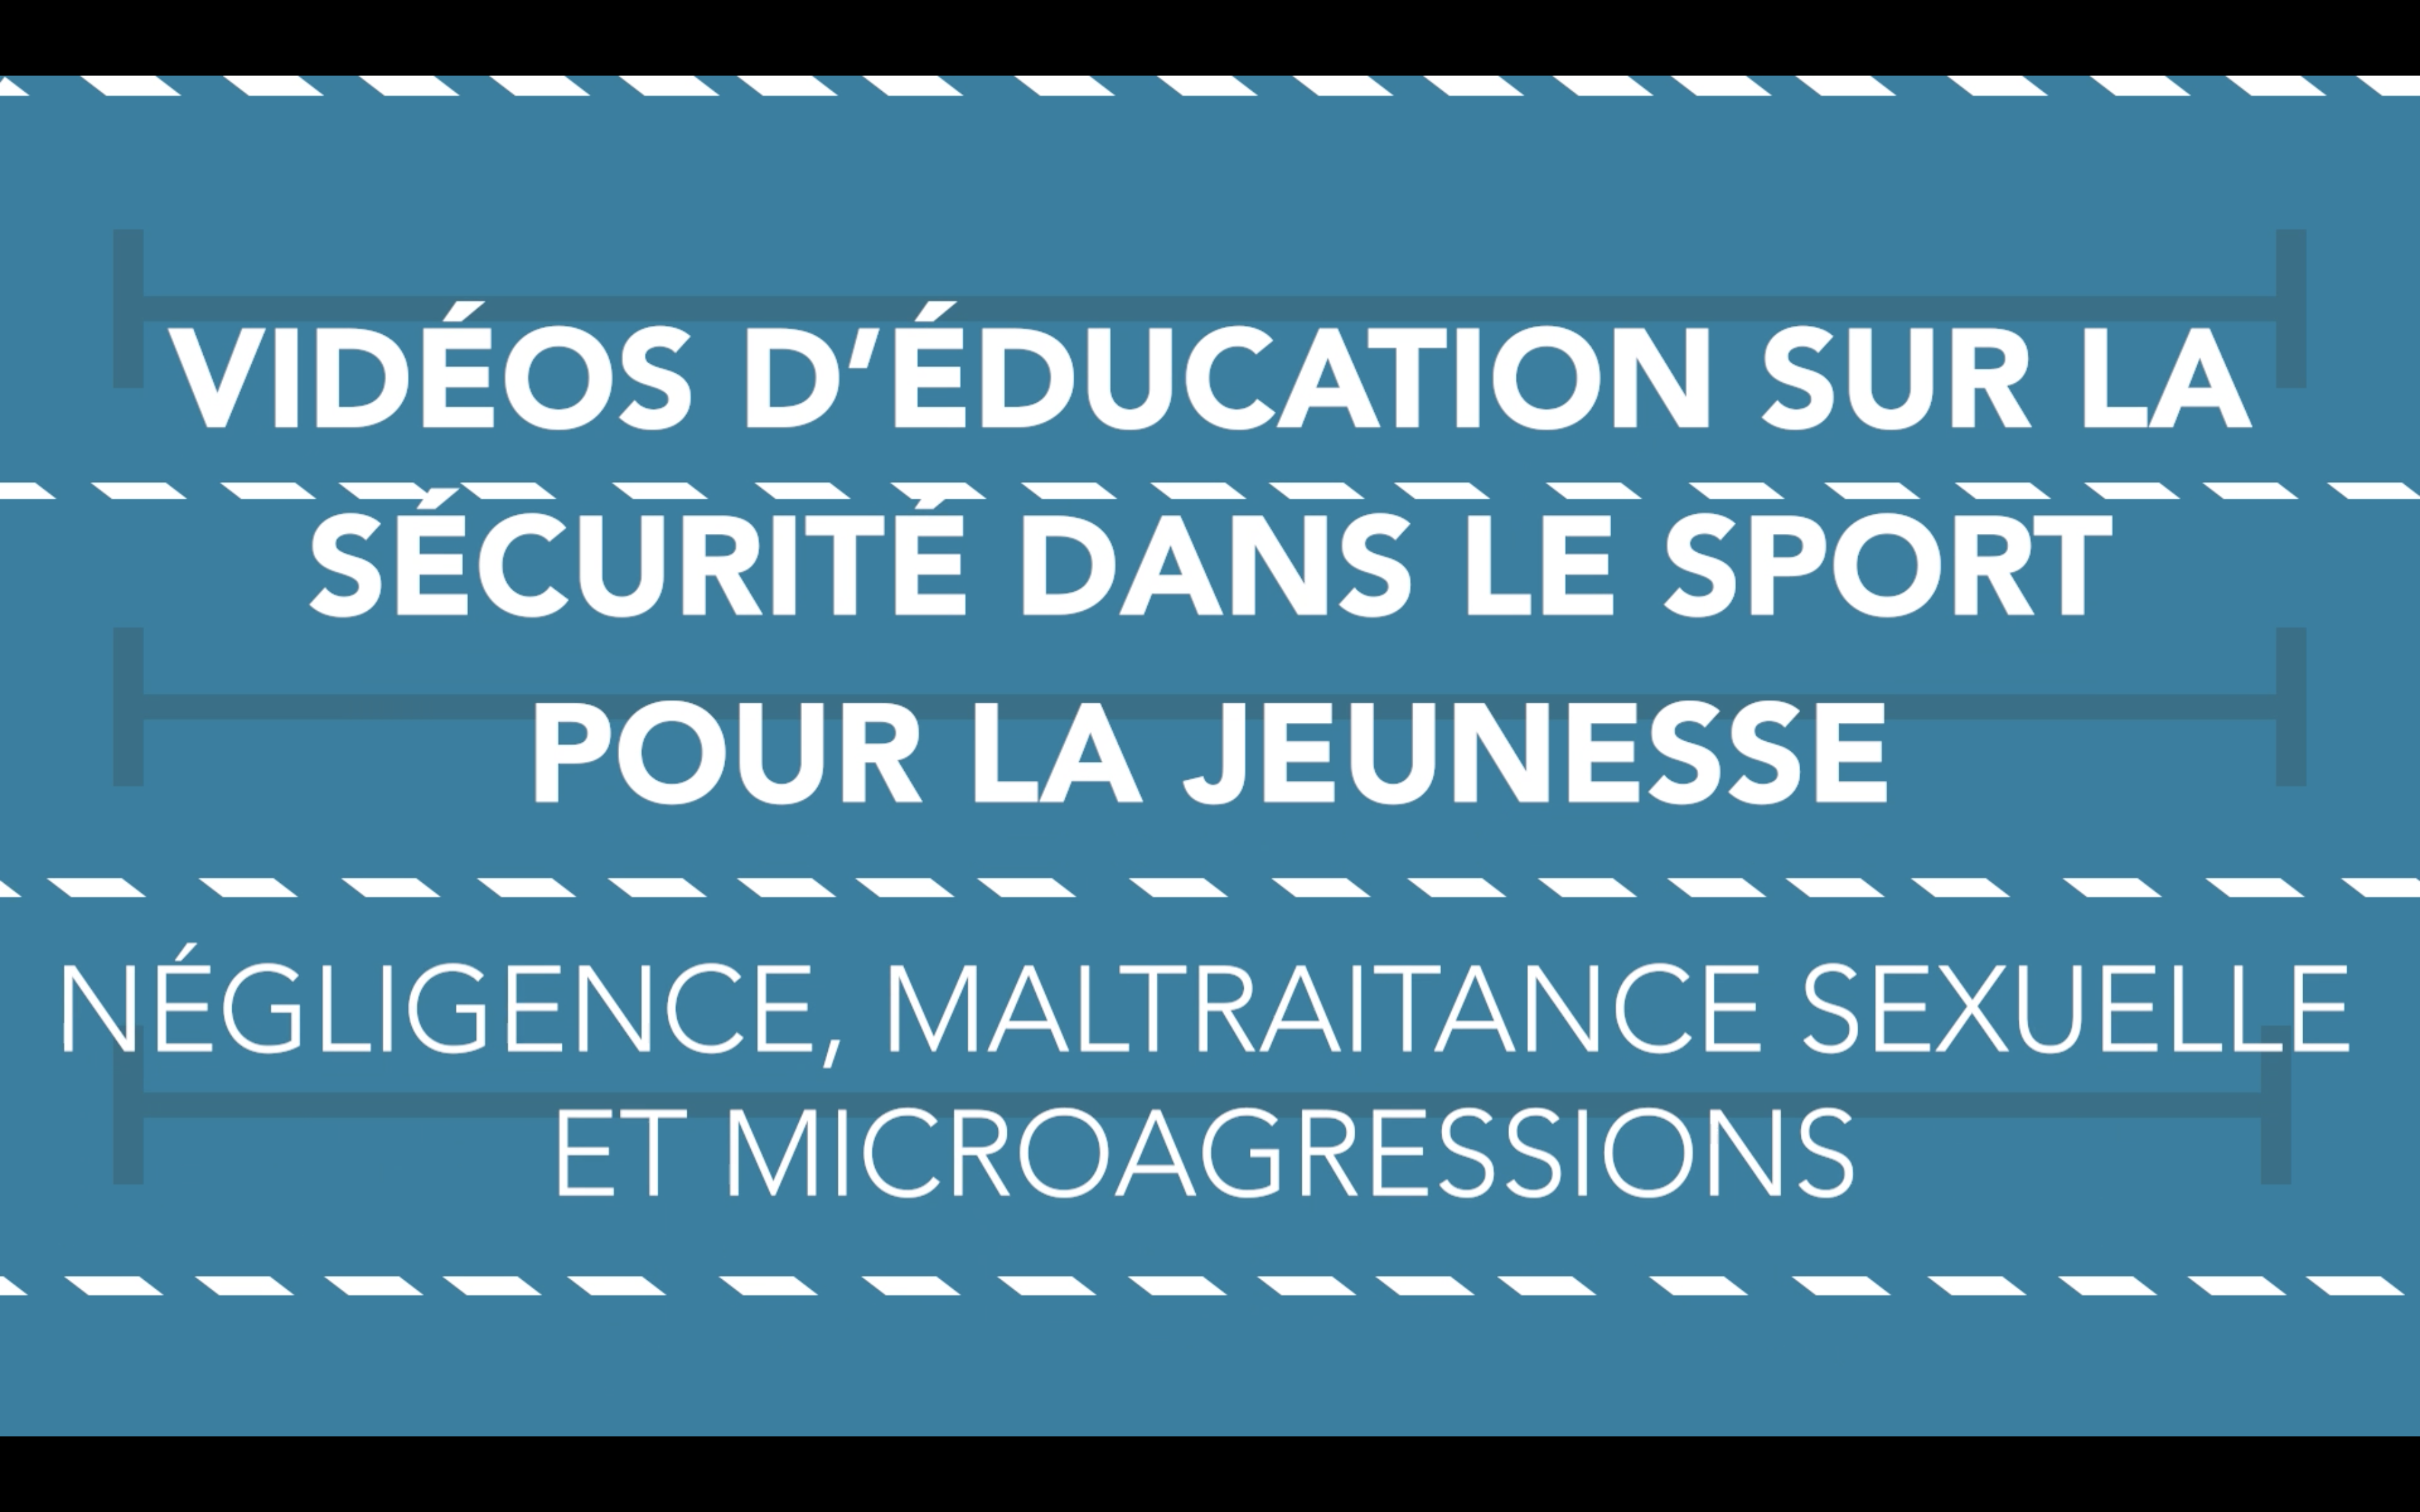 VIDÉOS D'ÉDUCATION SUR LA
SÉCURITÉ DANS LE SPORT
POUR LA JEUNESSE
NÉGLIGENCE, MALTRAITANCE SEXUELLE
ET MICROAGRESSIONS